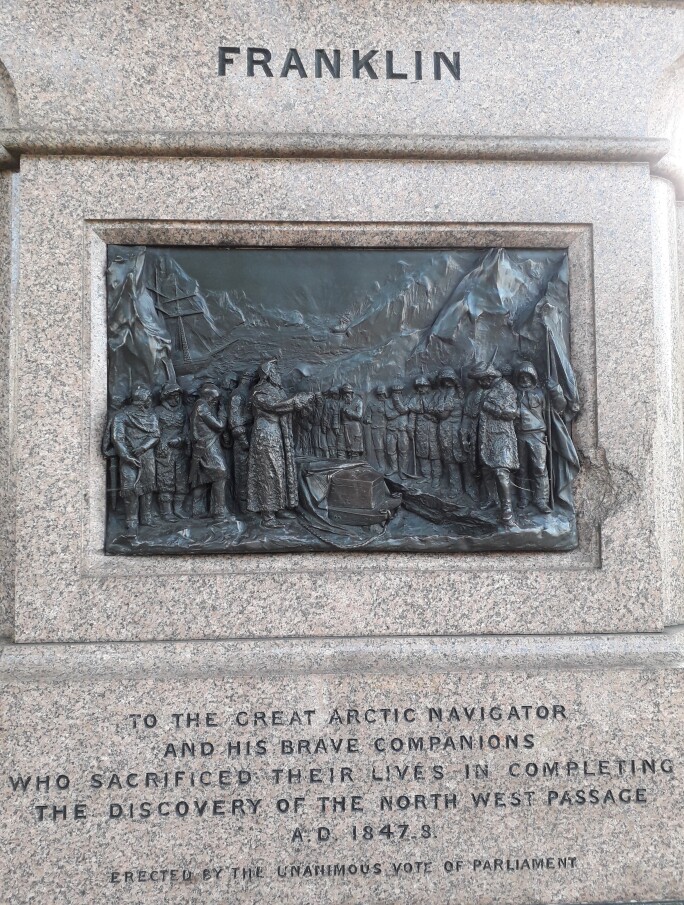 FRANKLIN
TO THE GREAT ARCTIC NAVIGATOR
AND HIS BRAVE COMPANIONS
WHO SACRIFICED THEIR LIVES IN COMPLETING
THE DISCOVERY OF THE NORTH WEST PASSAGE
A.D. 1847.8.
ERECTED BY THE UNANIMOUS VOTE OF PARLIAMENT